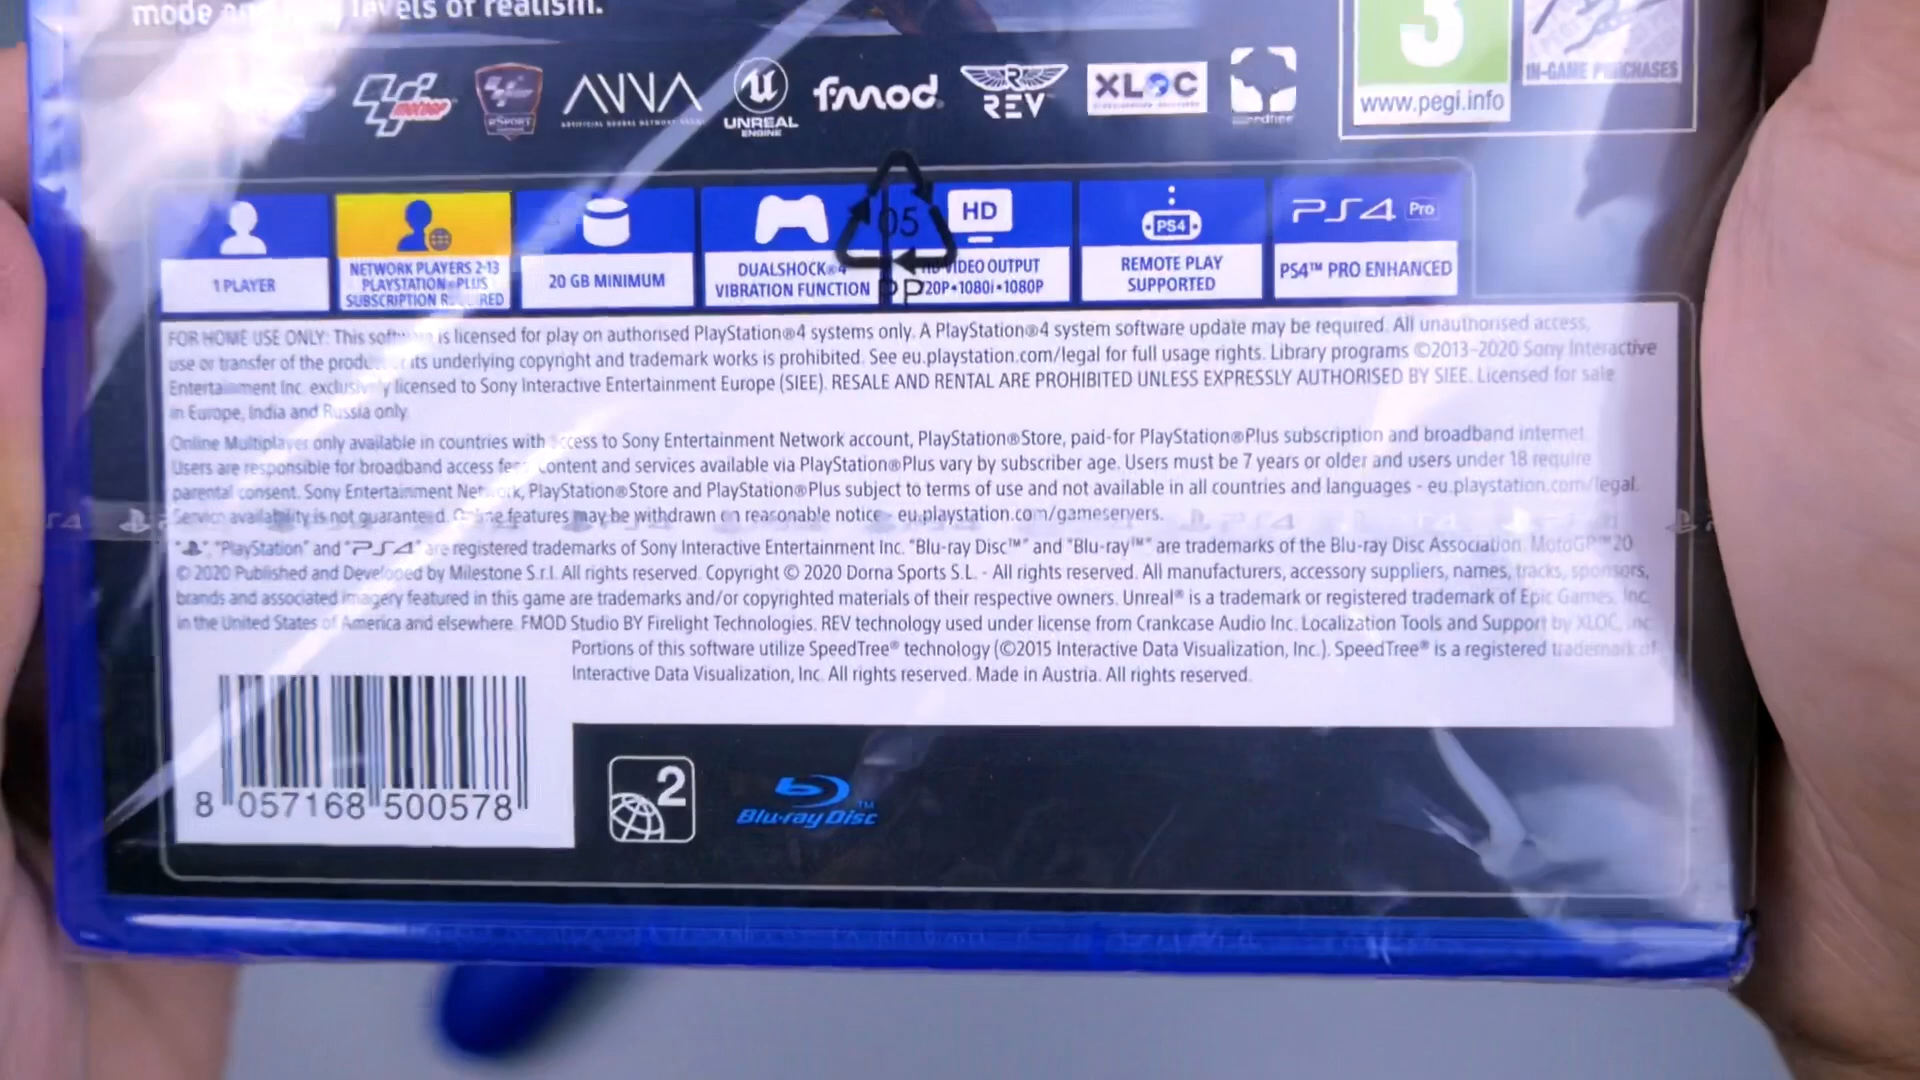 mode levels of realism.
3
www.pegi.info
IN-GAME PURCHASES
motoGP
eSPORT
ANNA
UNREAL
ENGINE
fmod
REV
XLOC
05
PP
1 PLAYER
NETWORK PLAYERS 2-13
PLAYSTATION®PLUS
SUBSCRIPTION REQUIRED
20 GB MINIMUM
DUALSHOCK®4
VIBRATION FUNCTION
HD
HD VIDEO OUTPUT
720P•1080i•1080P
PS4
REMOTE PLAY
SUPPORTED
PS4 Pro
PS4™ PRO ENHANCED
FOR HOME USE ONLY: This software is licensed for play on authorised PlayStation®4 systems only. A PlayStation®4 system software update may be required. All unauthorised access,
use or transfer of the product or its underlying copyright and trademark works is prohibited. See eu.playstation.com/legal for full usage rights. Library programs ©2013-2020 Sony Interactive
Entertainment Inc. exclusively licensed to Sony Interactive Entertainment Europe (SIEE). RESALE AND RENTAL ARE PROHIBITED UNLESS EXPRESSLY AUTHORISED BY SIEE. Licensed for sale
in Europe, India and Russia only.
Online Multiplayer only available in countries with access to Sony Entertainment Network account, PlayStation®Store, paid-for PlayStation®Plus subscription and broadband internet.
Users are responsible for broadband access fees. Content and services available via PlayStation®Plus vary by subscriber age. Users must be 7 years or older and users under 18 require
parental consent. Sony Entertainment Network, PlayStation®Store and PlayStation®Plus subject to terms of use and not available in all countries and languages - eu.playstation.com/legal.
Service availability is not guaranteed. Online features may be withdrawn on reasonable notice - eu.playstation.com/gameservers.
"PlayStation" and "PS4" are registered trademarks of Sony Interactive Entertainment Inc. "Blu-ray Disc™" and "Blu-ray™" are trademarks of the Blu-ray Disc Association. MotoGP™20
© 2020 Published and Developed by Milestone S.r.l. All rights reserved. Copyright © 2020 Dorna Sports S.L. - All rights reserved. All manufacturers, accessory suppliers, names, tracks, sponsors,
brands and associated imagery featured in this game are trademarks and/or copyrighted materials of their respective owners. Unreal® is a trademark or registered trademark of Epic Games, Inc.
in the United States of America and elsewhere. FMOD Studio BY Firelight Technologies. REV technology used under license from Crankcase Audio Inc. Localization Tools and Support by XLOC, Inc.
Portions of this software utilize SpeedTree® technology (©2015 Interactive Data Visualization, Inc.). SpeedTree® is a registered trademark of
Interactive Data Visualization, Inc. All rights reserved. Made in Austria. All rights reserved.
8 057168 500578
2
Blu-ray Disc™